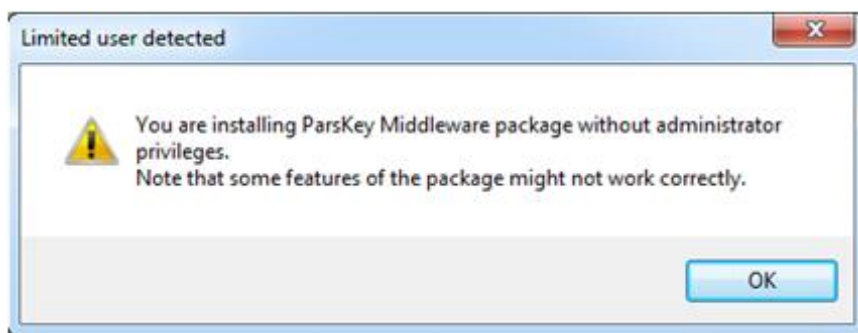 Limited user detected
You are installing ParsKey Middleware package without administrator
privileges.
Note that some features of the package might not work correctly.
OK